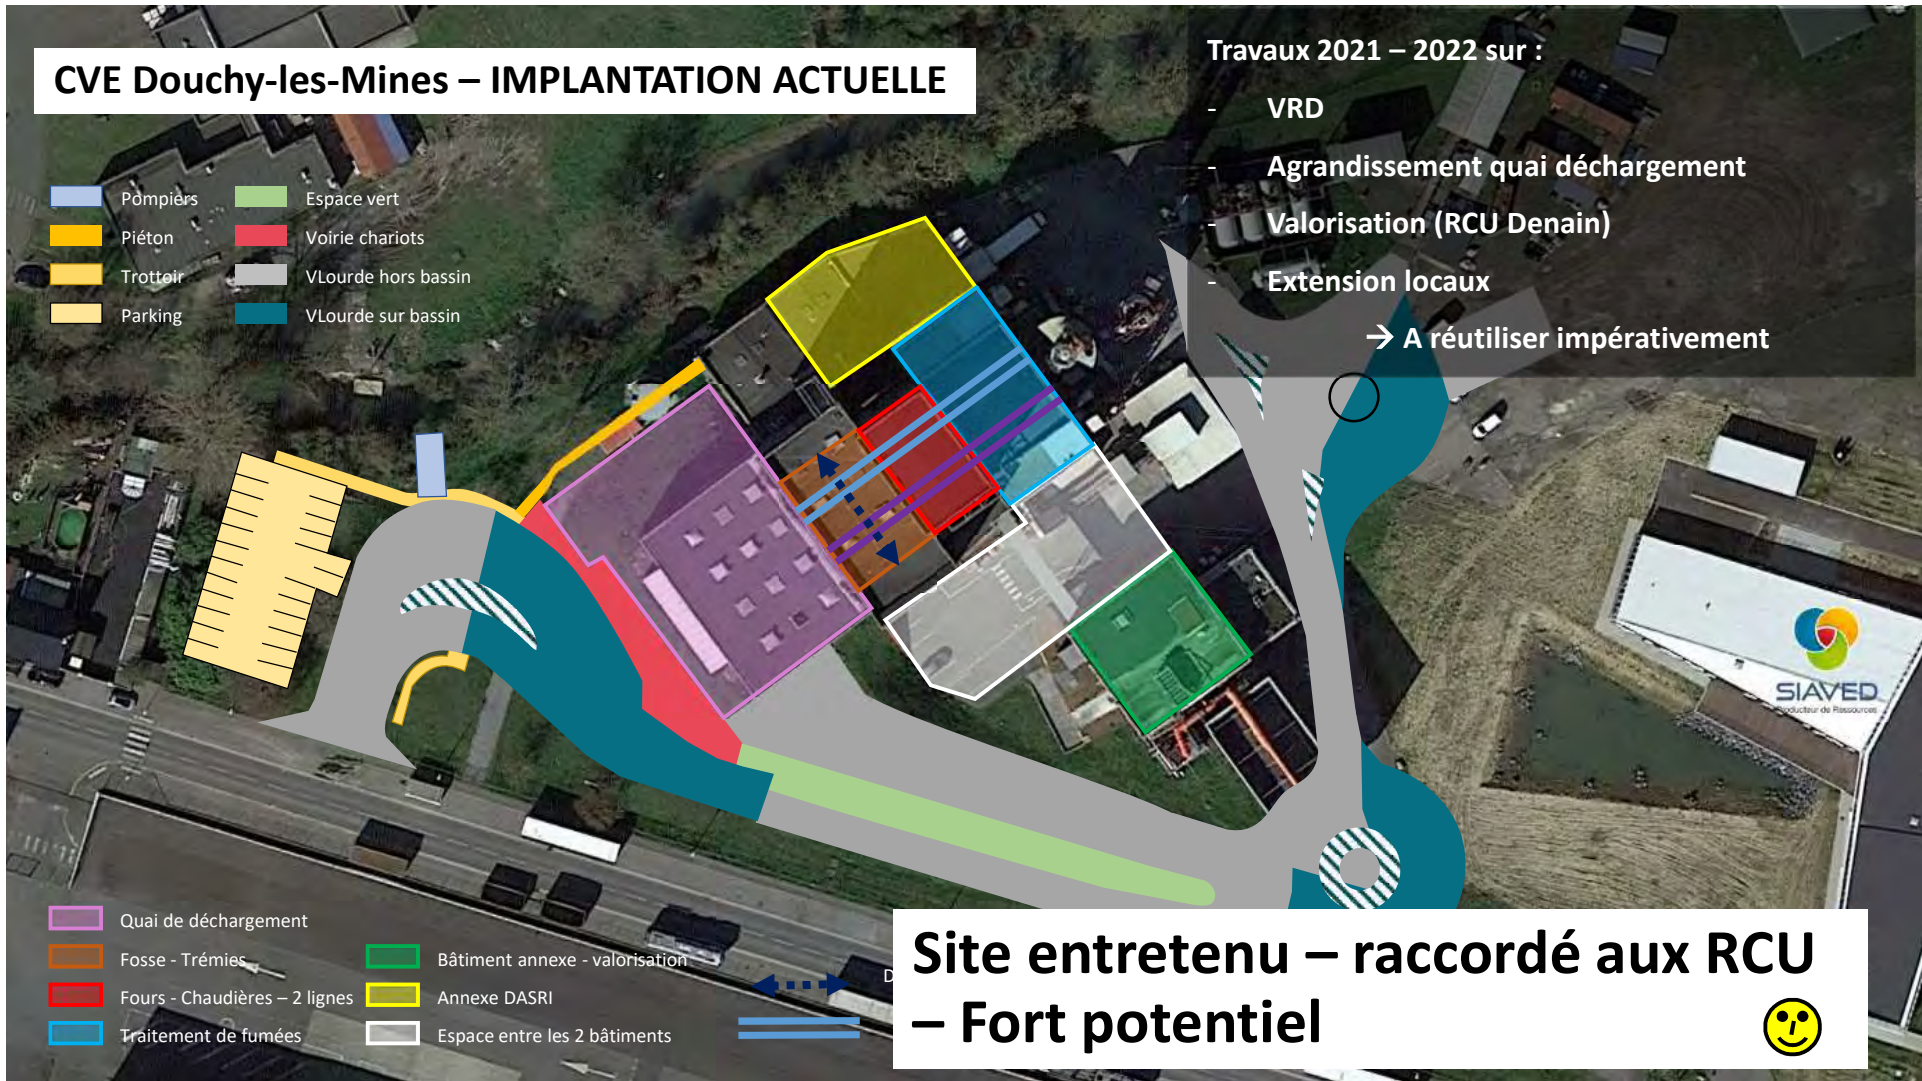 CVE Douchy-les-Mines – IMPLANTATION ACTUELLE
Travaux 2021 – 2022 sur :
- VRD
- Agrandissement quai déchargement
- Valorisation (RCU Denain)
- Extension locaux
→ A réutiliser impérativement
Pompiers
Piéton
Trottoir
Parking
Espace vert
Voirie chariots
VLourde hors bassin
VLourde sur bassin
SIAVED
Producteur de Ressources
Quai de déchargement
Fosse - Trémies
Fours - Chaudières – 2 lignes
Traitement de fumées
Bâtiment annexe - valorisation
Annexe DASRI
Espace entre les 2 bâtiments
D
Site entretenu – raccordé aux RCU
– Fort potentiel